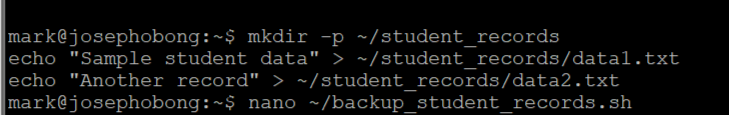 mark@josephobong:~$ mkdir -p ~/student_records
echo "Sample student data" > ~/student_records/data1.txt
echo "Another record" > ~/student_records/data2.txt
mark@josephobong:~$ nano ~/backup_student_records.sh